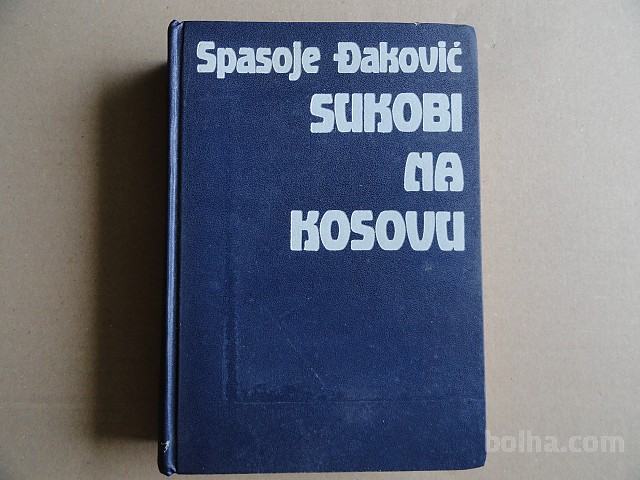 Spasoje Đaković
SUKOBI
NA
KOSOVU
bolha.com